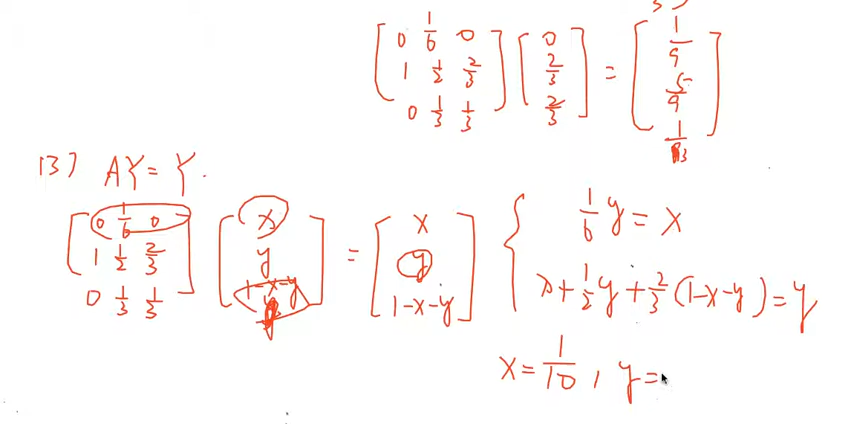 [0 1/6 0; 1 1/2 2/3; 0 1/3 1/3] [0; 2/3; 2/3] = [1/9; 5/9; 1/3]
(3) AY = Y.
[0 1/6 0; 1 1/2 2/3; 0 1/3 1/3] [x; y; 1-x-y] = [x; y; 1-x-y] { 1/6 y = x
x + 1/2 y + 2/3 (1-x-y) = y
x = 1/10, y =